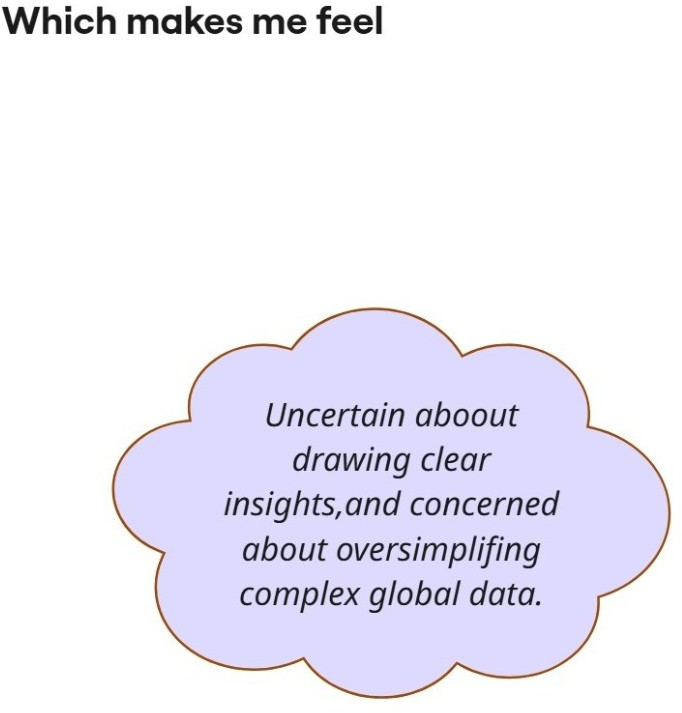 Which makes me feel
Uncertain aboout
drawing clear
insights,and concerned
about oversimplifing
complex global data.